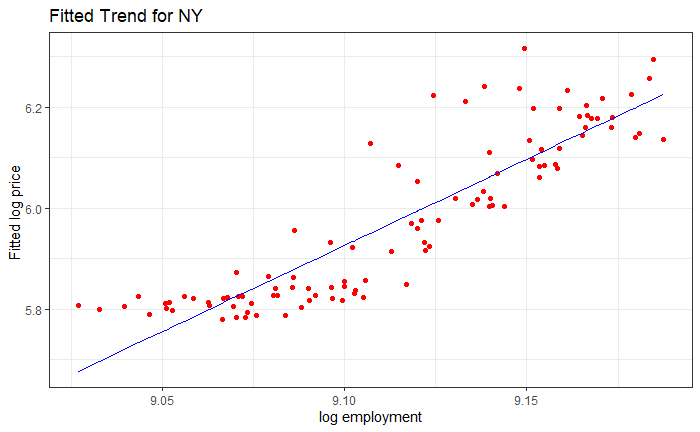 Fitted Trend for NY
Fitted log price
6.2
6.0
5.8
9.05
9.10
9.15
log employment